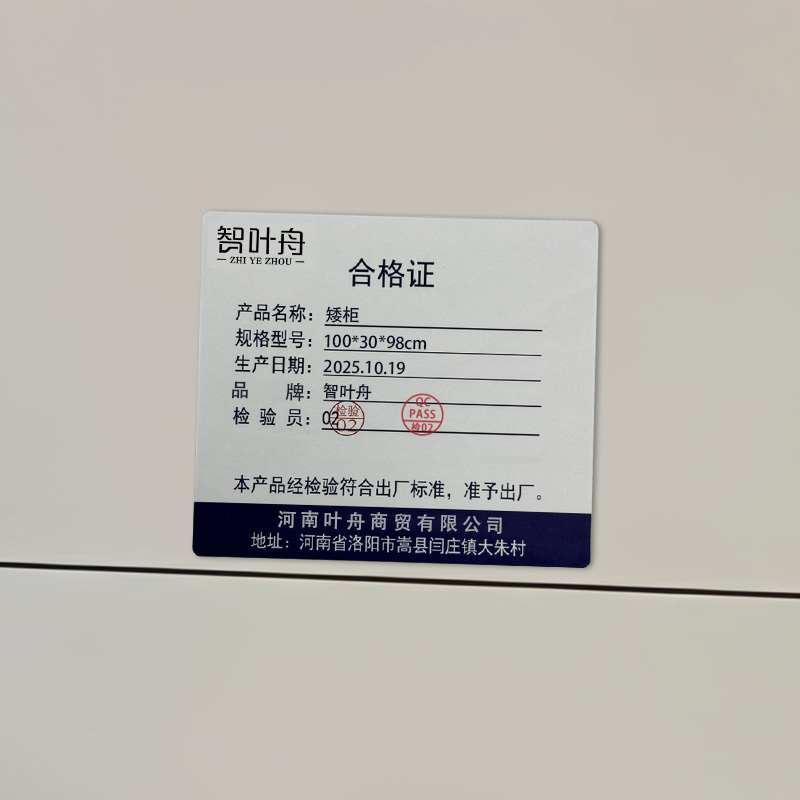 智叶舟
ZHI YE ZHOU
合格证
产品名称：矮柜
规格型号：100*30*98cm
生产日期：2025.10.19
品 牌：智叶舟
检 验 员：02
检验
02
QC
PASS
检02
本产品经检验符合出厂标准，准予出厂。
河南叶舟商贸有限公司
地址：河南省洛阳市嵩县闫庄镇大朱村